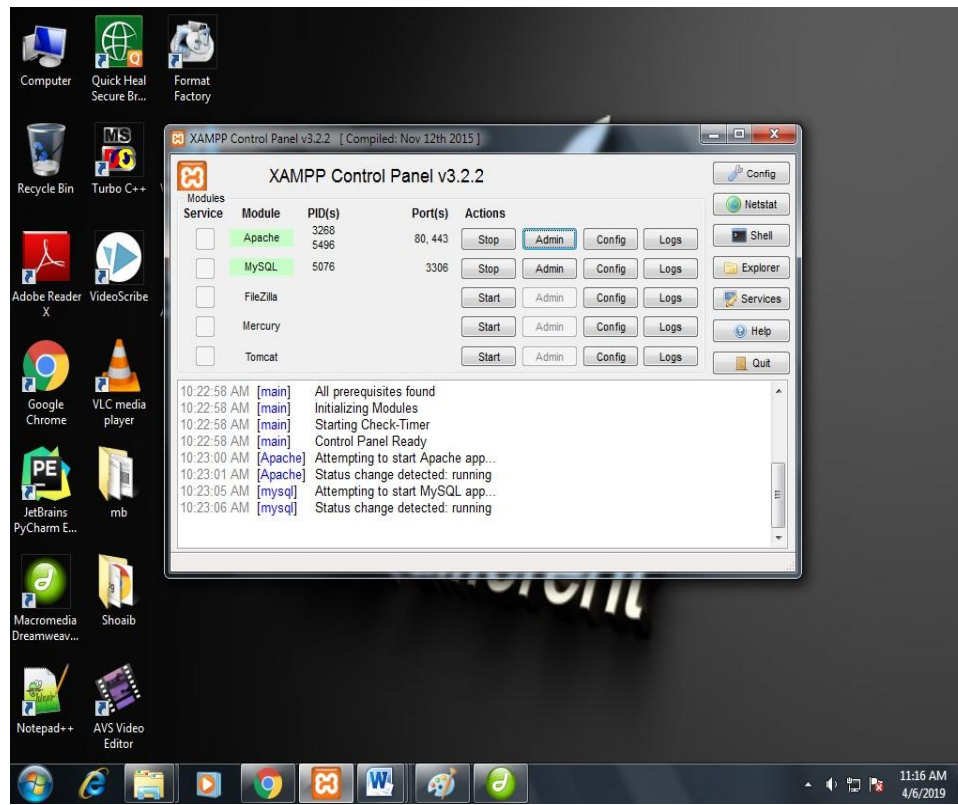 Computer
Quick Heal
Secure Br...
Format
Factory
Recycle Bin
MS
Turbo C++
Adobe Reader
X
VideoScribe
Google
Chrome
VLC media
player
PE
JetBrains
PyCharm E...
mb
Macromedia
Dreamweav...
Shoaib
Notepad++
AVS Video
Editor
XAMPP Control Panel v3.2.2 [ Compiled: Nov 12th 2015 ]
XAMPP Control Panel v3.2.2
Modules
Service Module PID(s) Port(s) Actions
Apache 3268 5496 80, 443 Stop Admin Config Logs
MySQL 5076 3306 Stop Admin Config Logs
FileZilla Start Admin Config Logs
Mercury Start Admin Config Logs
Tomcat Start Admin Config Logs
Config
Netstat
Shell
Explorer
Services
Help
Quit
10:22:58 AM [main] All prerequisites found
10:22:58 AM [main] Initializing Modules
10:22:58 AM [main] Starting Check-Timer
10:22:58 AM [main] Control Panel Ready
10:23:00 AM [Apache] Attempting to start Apache app...
10:23:01 AM [Apache] Status change detected: running
10:23:05 AM [mysql] Attempting to start MySQL app...
10:23:06 AM [mysql] Status change detected: running
11:16 AM
4/6/2019